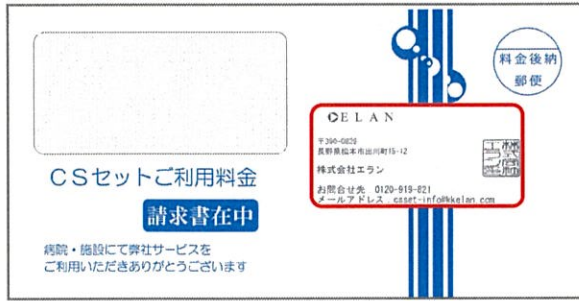 料金後納
郵便
ELAN
〒390-0826
長野県松本市出川町15-12
株式会社エラン
お問合せ先 0120-919-821
メールアドレス：csset-info@kkelan.com
CSセットご利用料金
請求書在中
病院・施設にて弊社サービスを
ご利用いただきありがとうございます